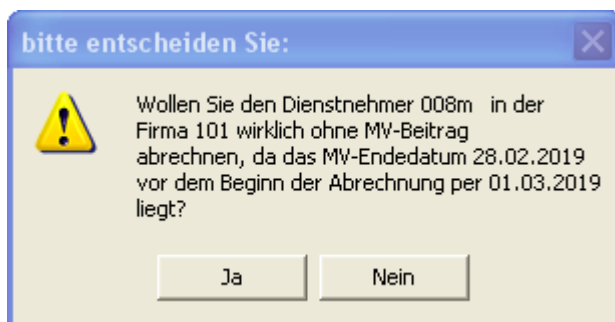 bitte entscheiden Sie:
Wollen Sie den Dienstnehmer 008m in der
Firma 101 wirklich ohne MV-Beitrag
abrechnen, da das MV-Endedatum 28.02.2019
vor dem Beginn der Abrechnung per 01.03.2019
liegt?
Ja
Nein